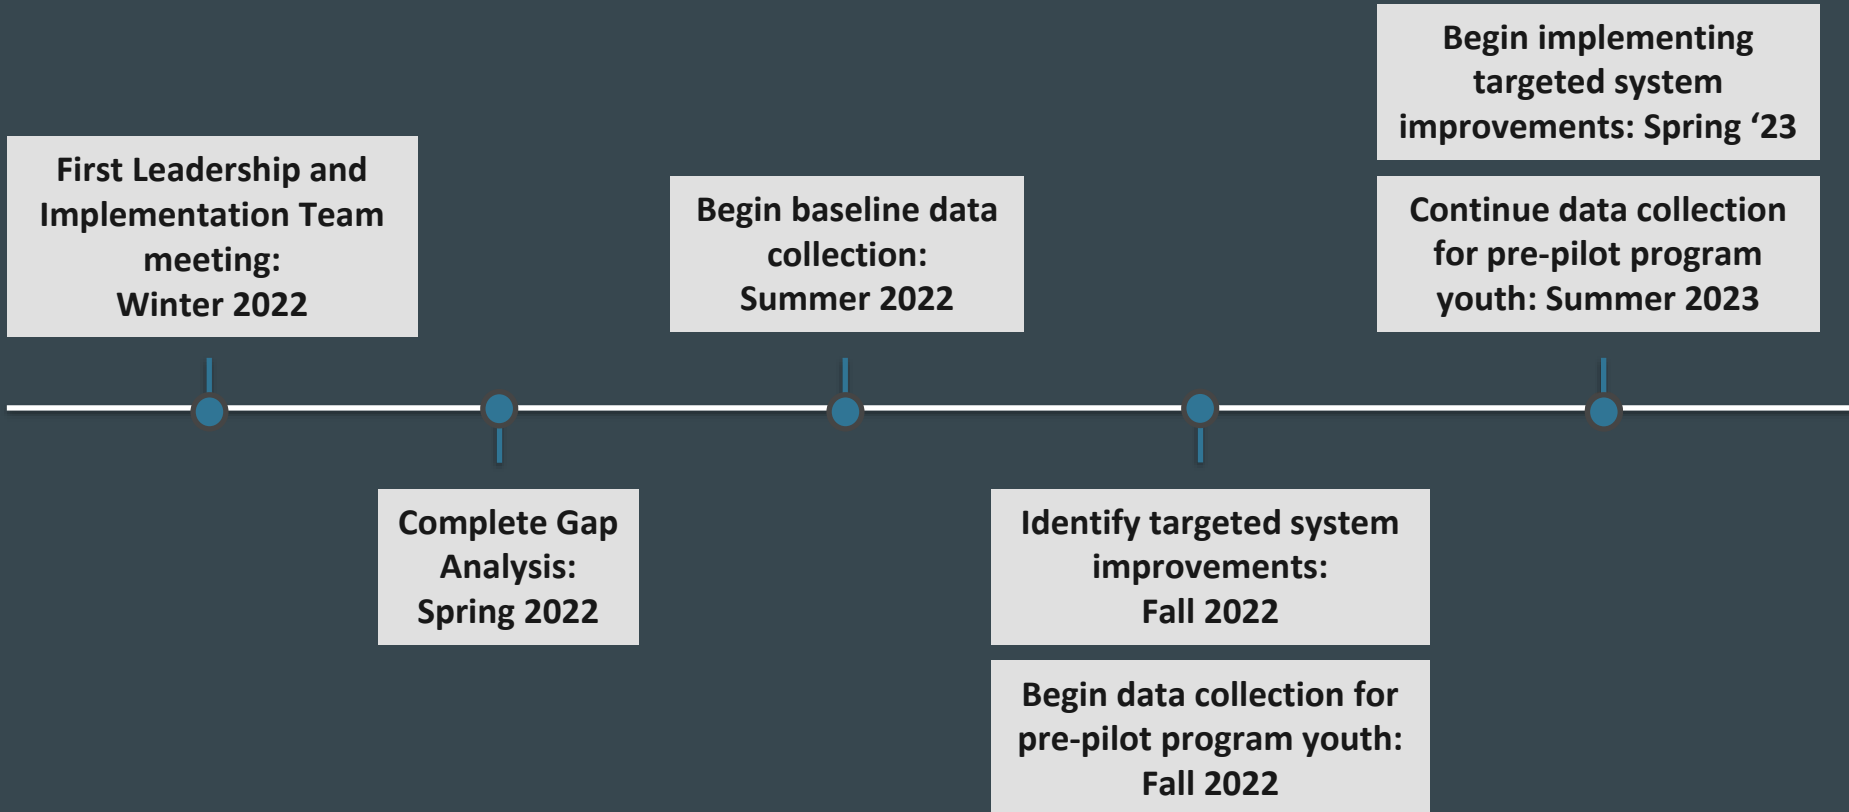 First Leadership and
Implementation Team
meeting:
Winter 2022
Complete Gap
Analysis:
Spring 2022
Begin baseline data
collection:
Summer 2022
Identify targeted system
improvements:
Fall 2022
Begin data collection for
pre-pilot program youth:
Fall 2022
Begin implementing
targeted system
improvements: Spring ‘23
Continue data collection
for pre-pilot program
youth: Summer 2023